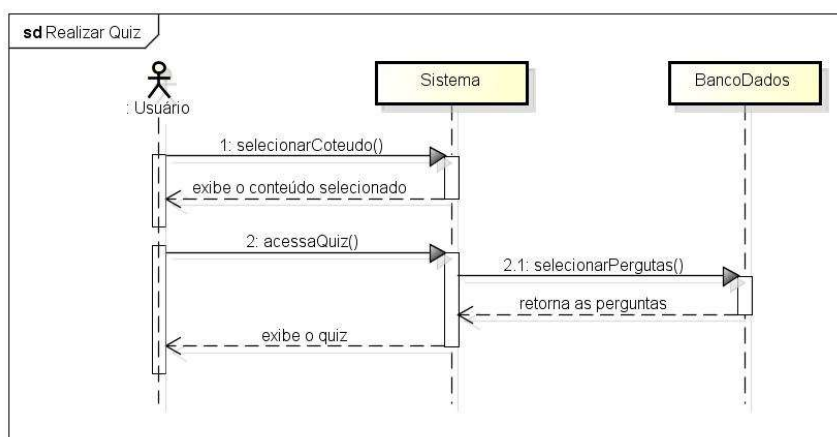 sd Realizar Quiz
Sistema
BancoDados
: Usuário
1: selecionarCoteudo()
exibe o conteúdo selecionado
2: acessaQuiz()
2.1: selecionarPergutas()
retorna as perguntas
exibe o quiz